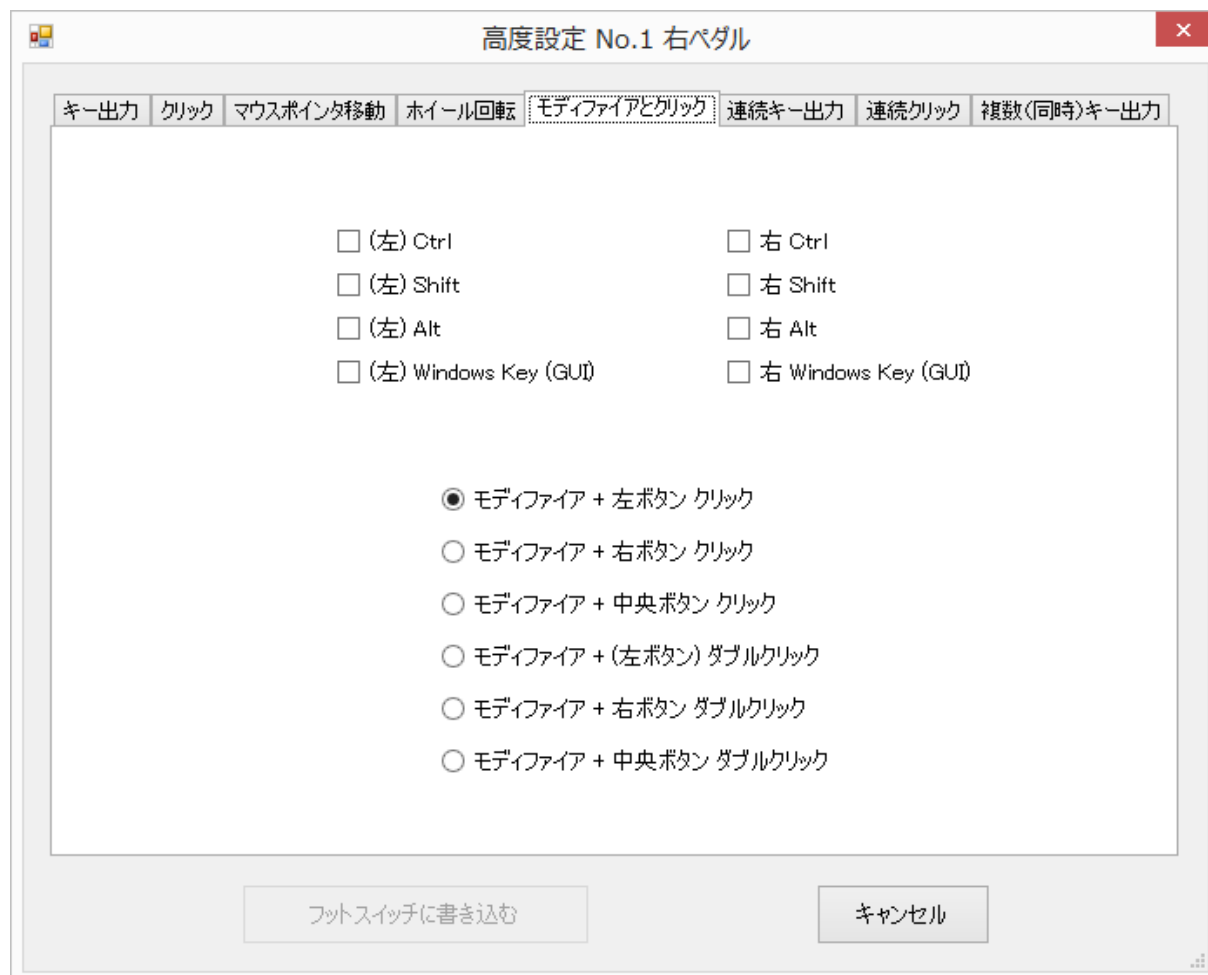 高度設定 No.1 右ペダル
キー出力 クリック マウスポインタ移動 ホイール回転 モディファイアとクリック 連続キー出力 連続クリック 複数(同時)キー出力
(左) Ctrl 右 Ctrl
(左) Shift 右 Shift
(左) Alt 右 Alt
(左) Windows Key (GUI) 右 Windows Key (GUI)
モディファイア + 左ボタン クリック
モディファイア + 右ボタン クリック
モディファイア + 中央ボタン クリック
モディファイア + (左ボタン) ダブルクリック
モディファイア + 右ボタン ダブルクリック
モディファイア + 中央ボタン ダブルクリック
フットスイッチに書き込む キャンセル